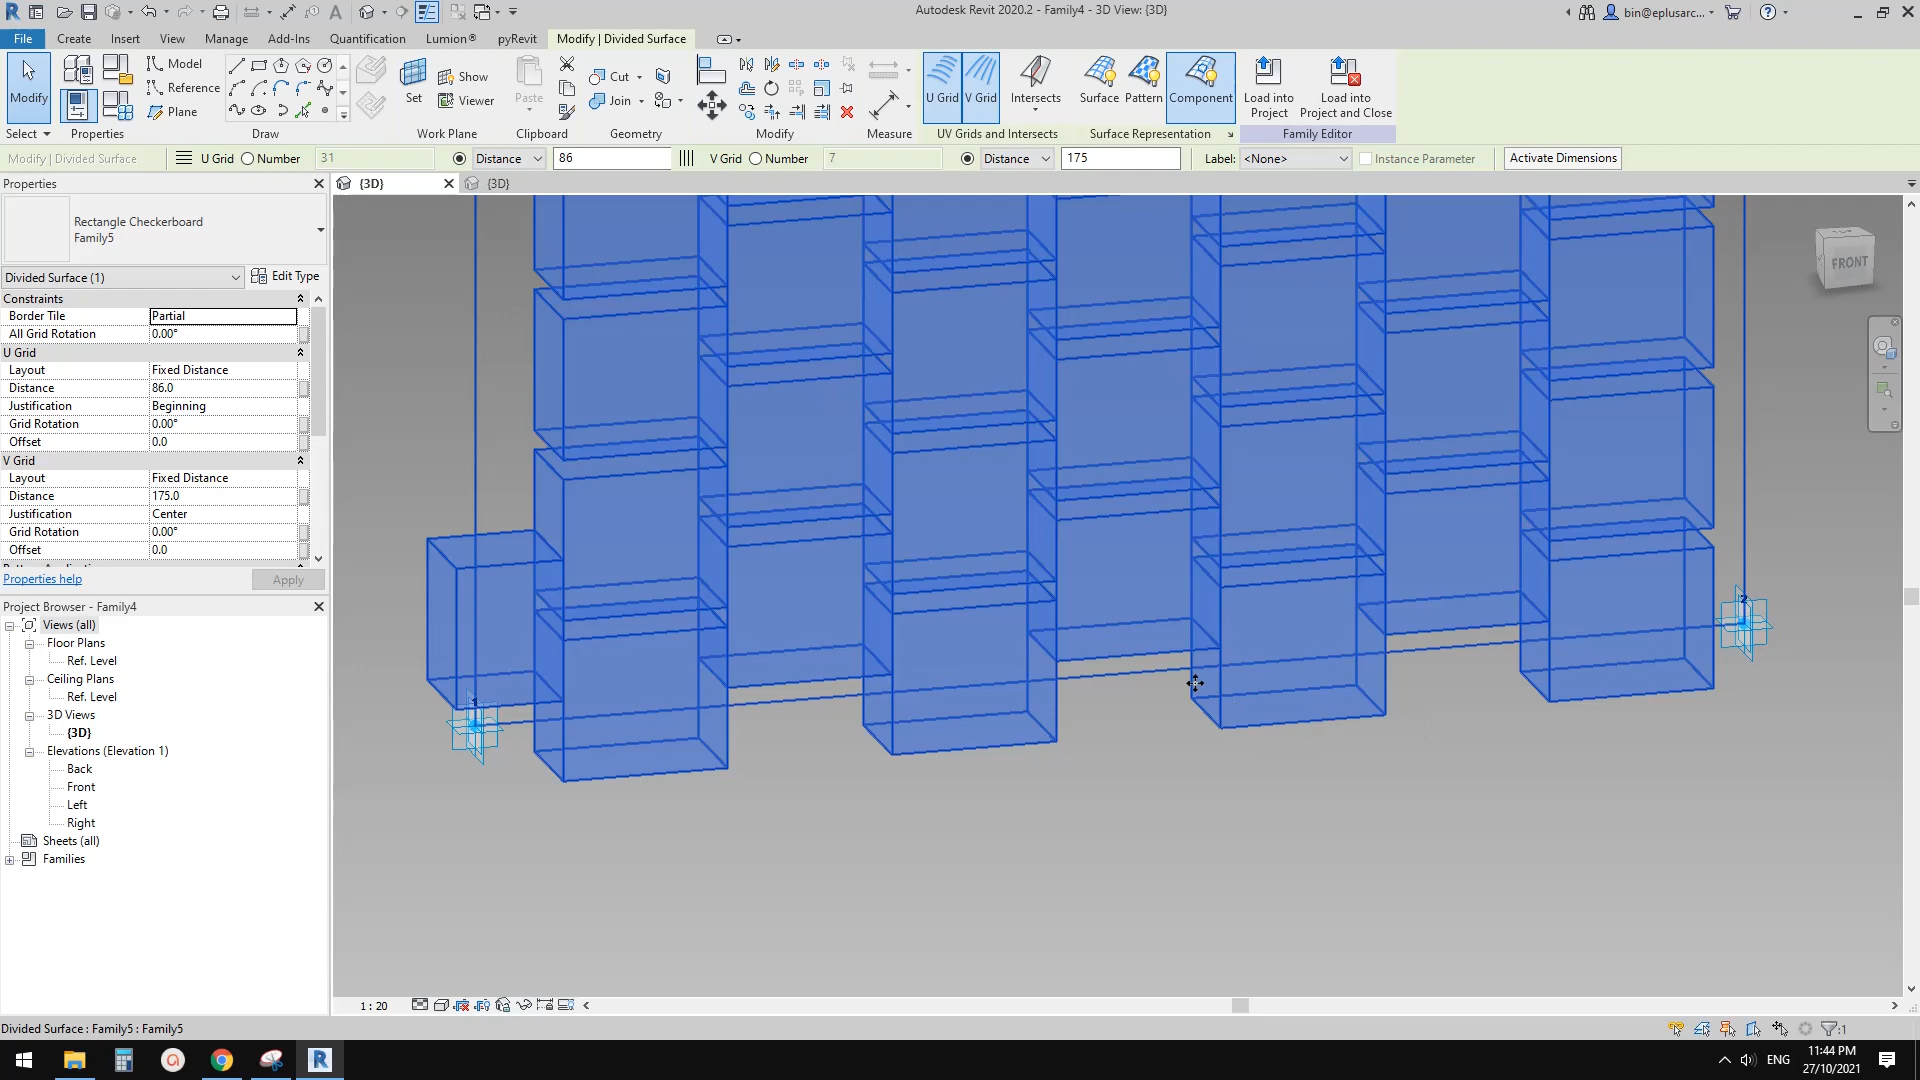 Autodesk Revit 2020.2 - Family4 - 3D View: {3D}
bin@eplusarc...
File Create Insert View Manage Add-Ins Quantification Lumion® pyRevit Modify | Divided Surface
Modify
Model
Reference
Plane
Set
Show
Viewer
Paste
Cut
Join
U Grid V Grid Intersects Surface Pattern Component
Load into Project
Load into Project and Close
Select Properties Draw Work Plane Clipboard Geometry Modify Measure UV Grids and Intersects Surface Representation Family Editor
Modify | Divided Surface U Grid Number 31 Distance 86 V Grid Number 7 Distance 175 Label: <None> Instance Parameter Activate Dimensions
Properties
{3D}
{3D}
Rectangle Checkerboard
Family5
Divided Surface (1) Edit Type
Constraints
Border Tile Partial
All Grid Rotation 0.00°
U Grid
Layout Fixed Distance
Distance 86.0
Justification Beginning
Grid Rotation 0.00°
Offset 0.0
V Grid
Layout Fixed Distance
Distance 175.0
Justification Center
Grid Rotation 0.00°
Offset 0.0
Properties help Apply
Project Browser - Family4
Views (all)
Floor Plans
Ref. Level
Ceiling Plans
Ref. Level
3D Views
{3D}
Elevations (Elevation 1)
Back
Front
Left
Right
Sheets (all)
Families
FRONT
1
2
1 : 20
Divided Surface : Family5 : Family5
:1
ENG
11:44 PM
27/10/2021